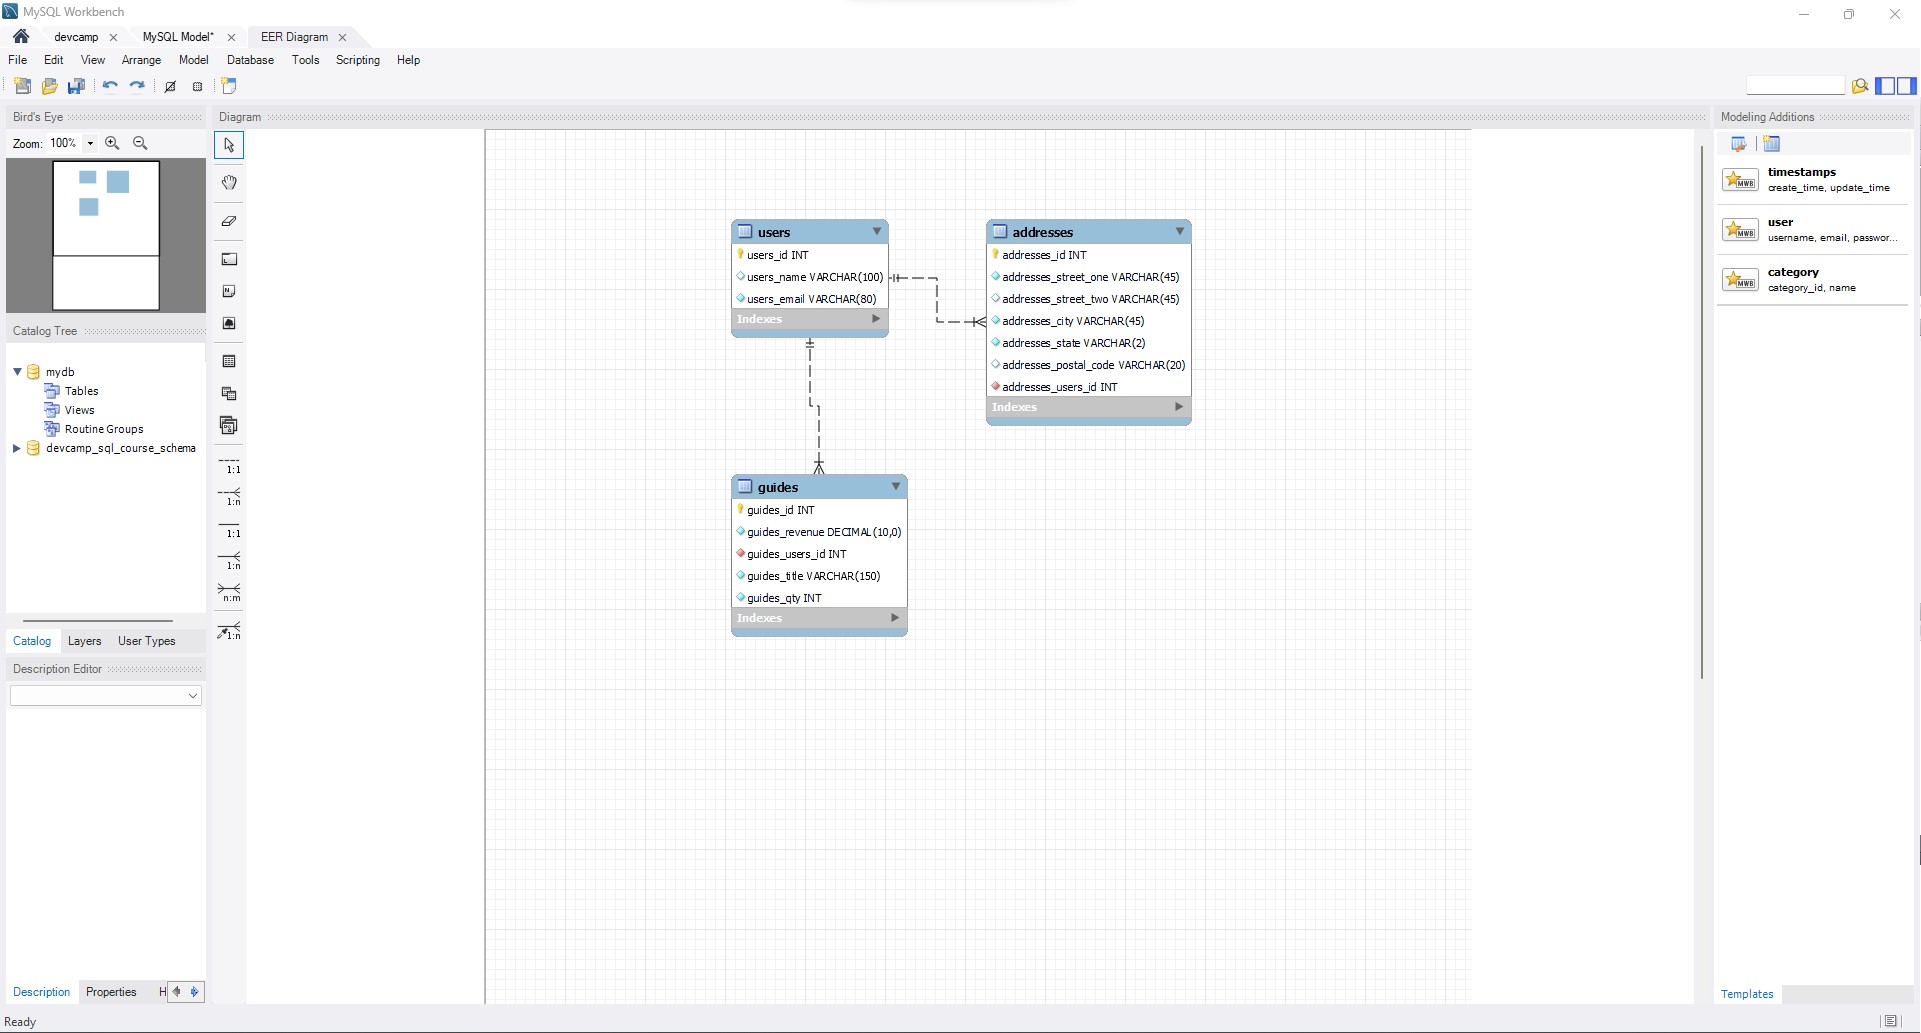 MySQL Workbench
devcamp
MySQL Model*
EER Diagram
File Edit View Arrange Model Database Tools Scripting Help
Bird's Eye
Zoom: 100%
Catalog Tree
mydb
Tables
Views
Routine Groups
devcamp_sql_course_schema
Catalog Layers User Types
Description Editor
Description Properties H
Ready
Diagram
1:1
1:n
1:1
1:n
n:m
1:n
users
users_id INT
users_name VARCHAR(100)
users_email VARCHAR(80)
Indexes
addresses
addresses_id INT
addresses_street_one VARCHAR(45)
addresses_street_two VARCHAR(45)
addresses_city VARCHAR(45)
addresses_state VARCHAR(2)
addresses_postal_code VARCHAR(20)
addresses_users_id INT
Indexes
guides
guides_id INT
guides_revenue DECIMAL(10,0)
guides_users_id INT
guides_title VARCHAR(150)
guides_qty INT
Indexes
Modeling Additions
MWB
timestamps
create_time, update_time
MWB
user
username, email, passwor...
MWB
category
category_id, name
Templates